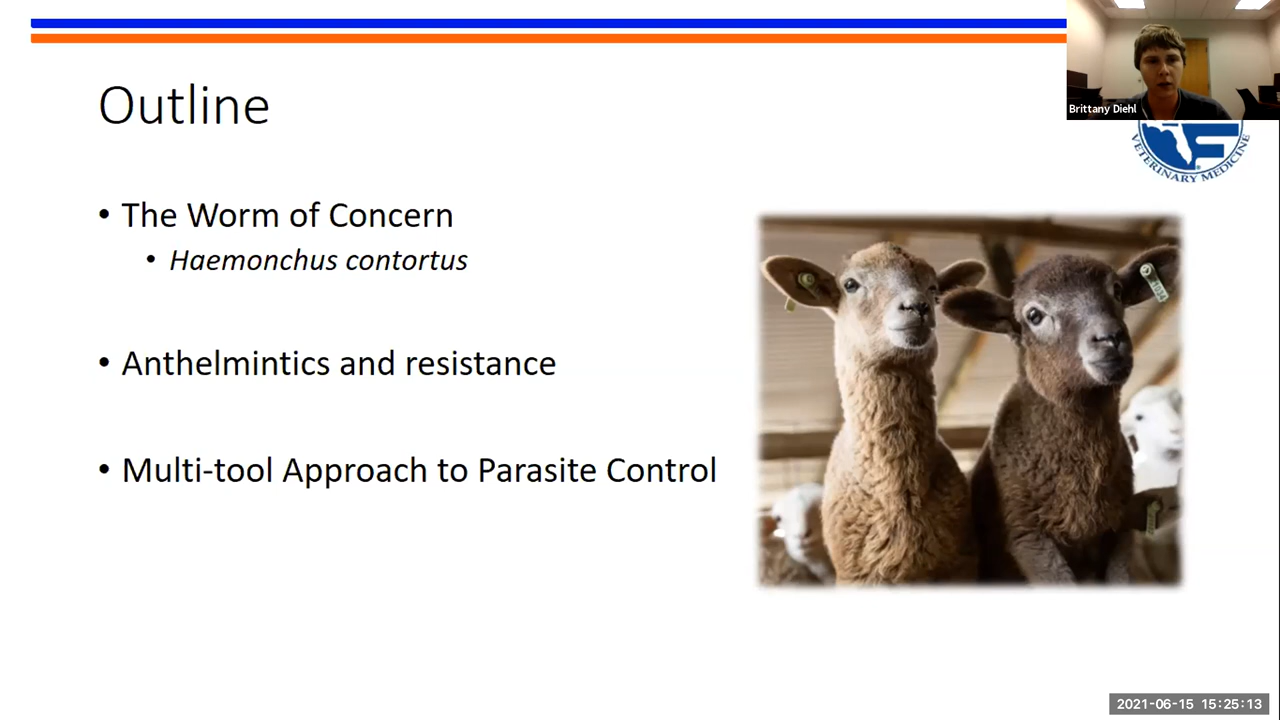 Outline
Brittany Diehl
VETERINARY MEDICINE
• The Worm of Concern
• Haemonchus contortus
• Anthelmintics and resistance
• Multi-tool Approach to Parasite Control
2021-06-15 15:25:13